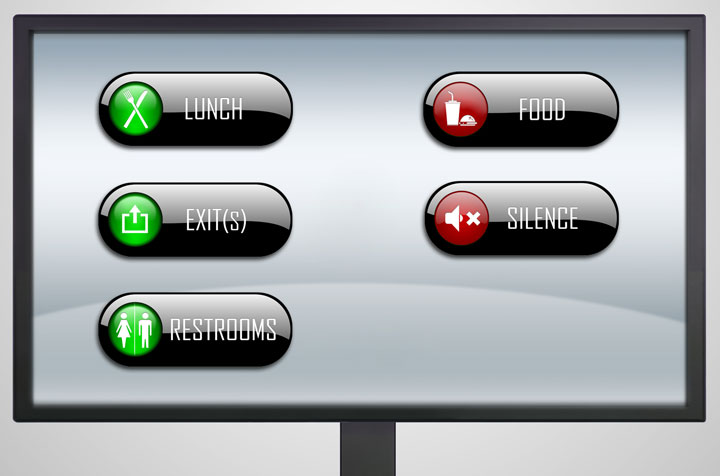 LUNCH
FOOD
EXIT(S)
SILENCE
RESTROOMS